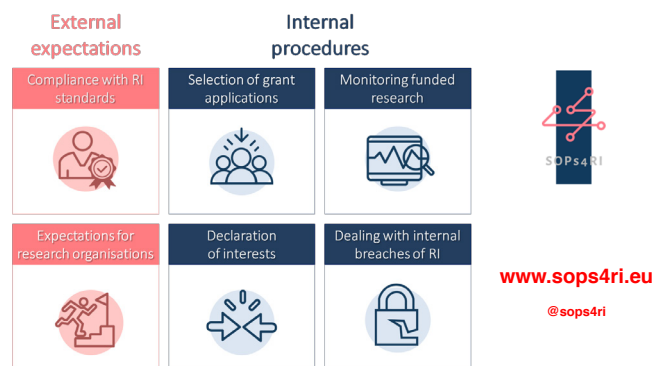 External
expectations
Internal
procedures
Compliance with RI
standards
Selection of grant
applications
Monitoring funded
research
SOPs4RI
Expectations for
research organisations
Declaration
of interests
Dealing with internal
breaches of RI
www.sops4ri.eu
@sops4ri